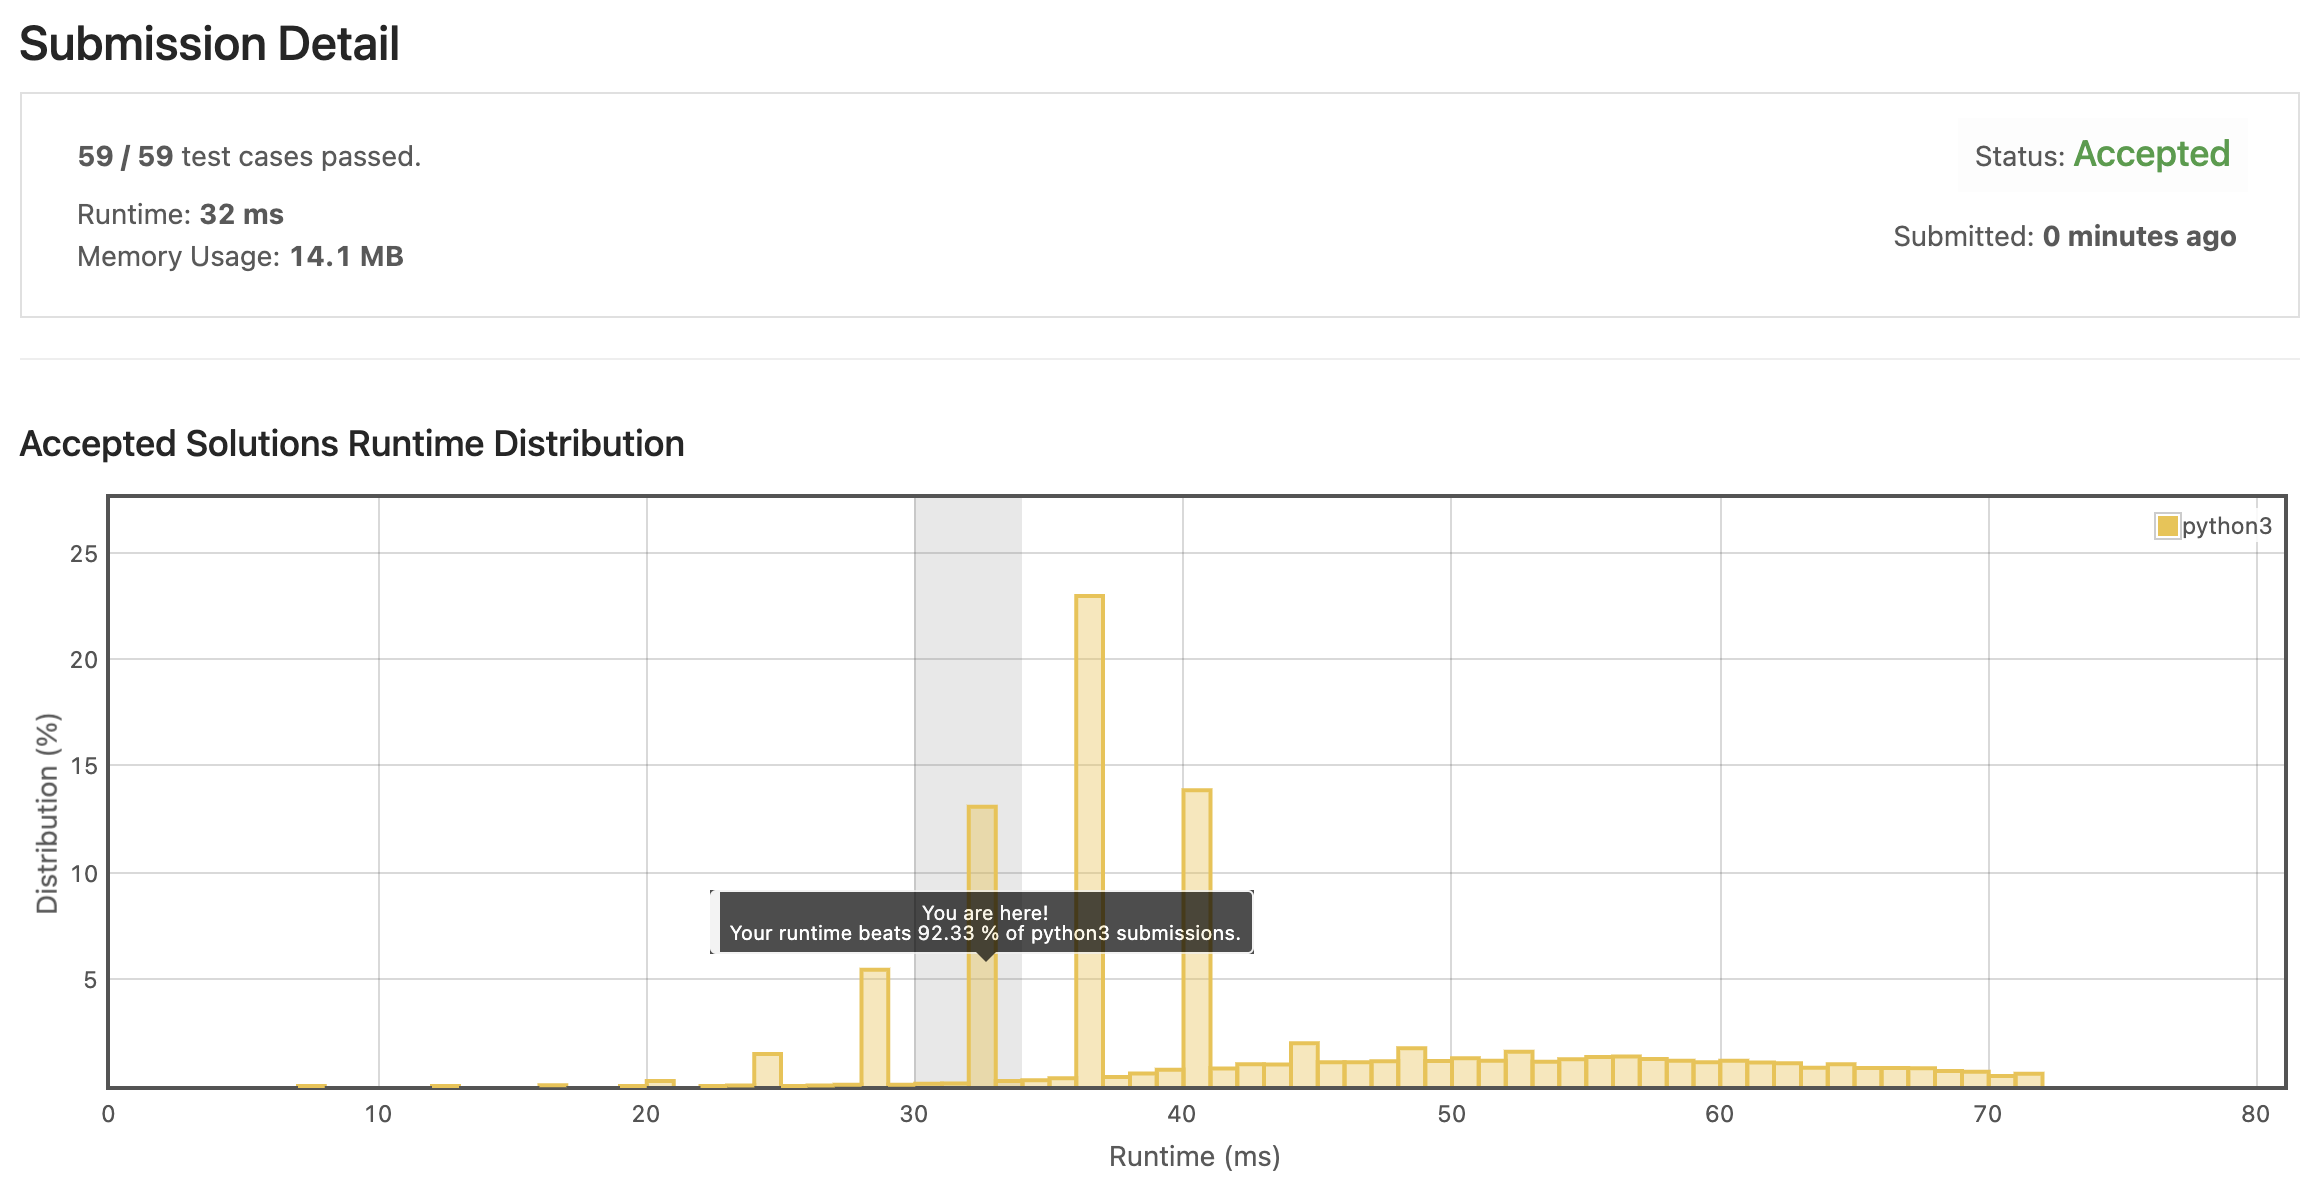 Submission Detail
59 / 59 test cases passed.
Status: Accepted
Runtime: 32 ms
Submitted: 0 minutes ago
Memory Usage: 14.1 MB
Accepted Solutions Runtime Distribution
python3
25
20
15
10
5
Distribution (%)
You are here!
Your runtime beats 92.33 % of python3 submissions.
0 10 20 30 40 50 60 70 80
Runtime (ms)